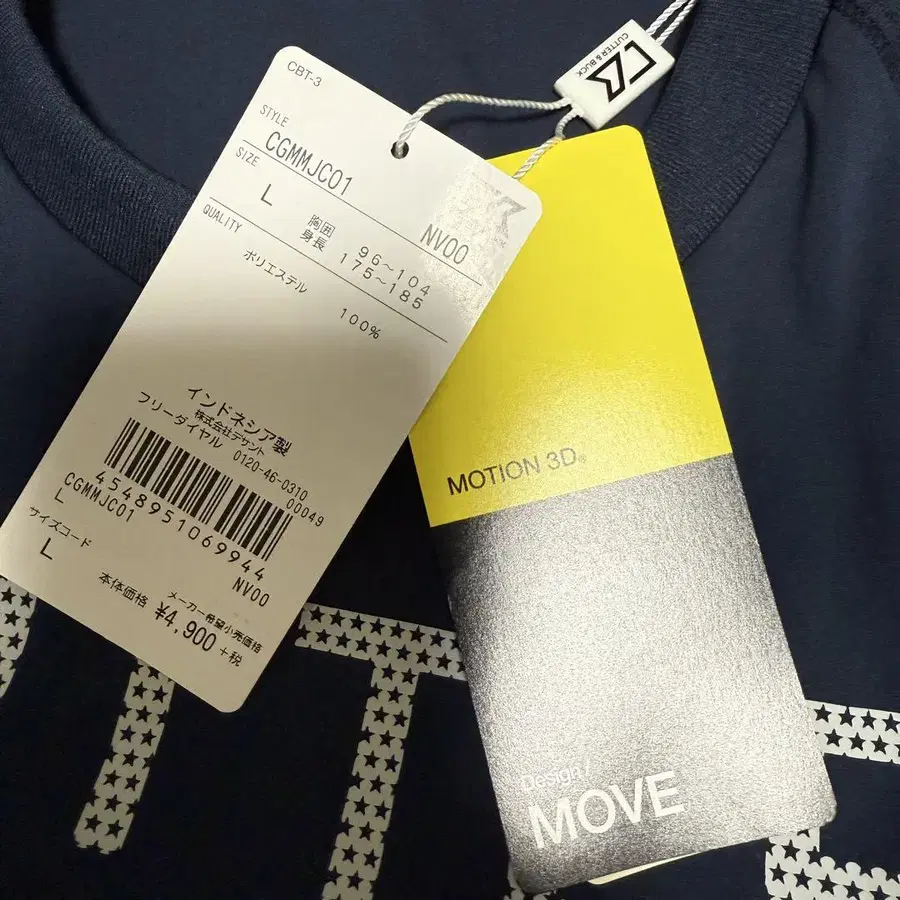 CUTTER & BUCK
CBT-3
STYLE
CGMMJC01
NV00
SIZE
L
胸囲 96~104
身長 175~185
QUALITY
ポリエステル 100%
インドネシア製
株式会社デサント
フリーダイヤル 0120-46-0310
00049
4548951069944
CGMMJC01 NV00
L
サイズコード
L
メーカー希望小売価格
本体価格 ¥4,900 +税
MOTION 3D®
Design /
MOVE